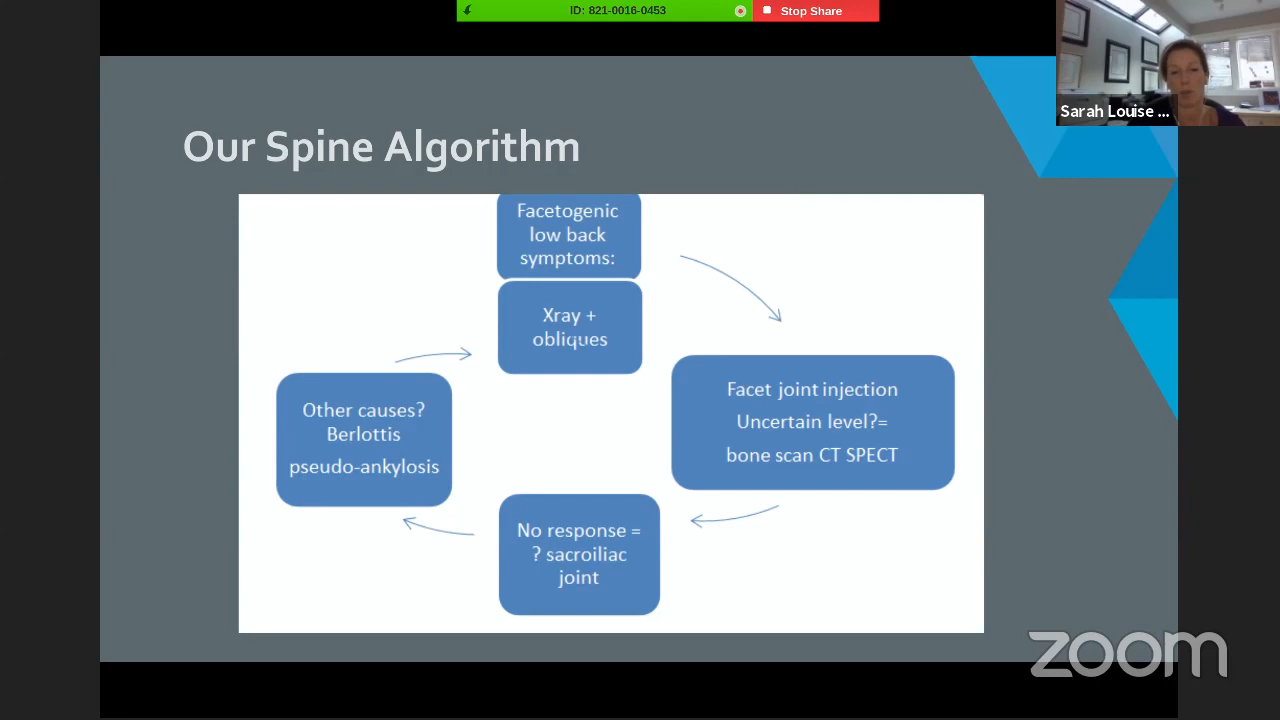 ID: 821-0016-0453
Stop Share
Sarah Louise ...
Our Spine Algorithm
Facetogenic
low back
symptoms:
Xray +
obliques
Facet joint injection
Uncertain level?=
bone scan CT SPECT
No response =
? sacroiliac
joint
Other causes?
Berlottis
pseudo-ankylosis
zoom